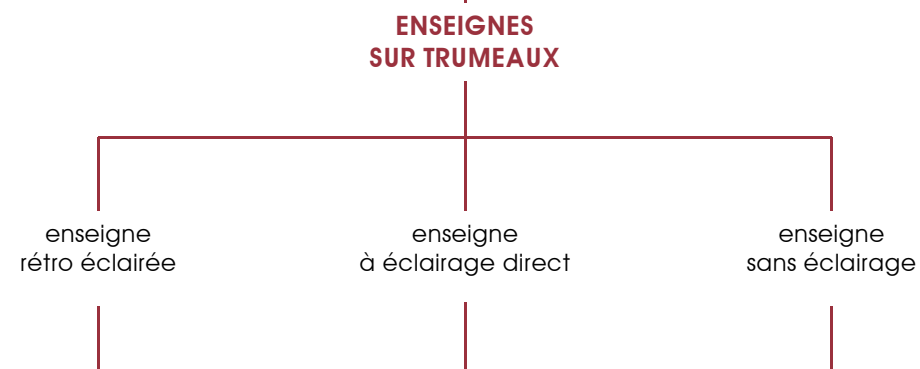 ENSEIGNES
SUR TRUMEAUX
enseigne
rétro éclairée
enseigne
à éclairage direct
enseigne
sans éclairage